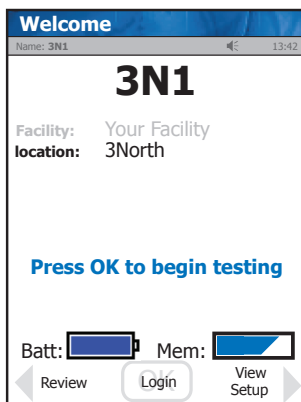 Welcome
Name: 3N1 13:42
3N1
Facility: Your Facility
location: 3North
Press OK to begin testing
Batt: Mem:
Review OK Login View Setup